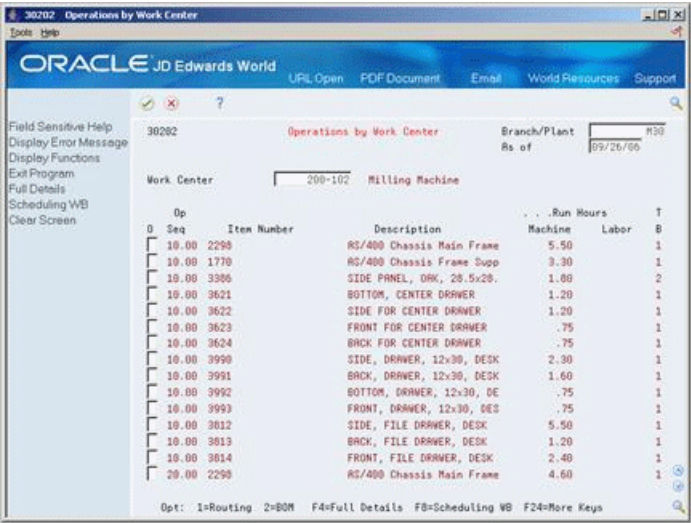 30202 Operations by Work Center
Tools Help
ORACLE JD Edwards World
URL Open PDF Document Email World Resources Support
?
Field Sensitive Help
Display Error Message
Display Functions
Exit Program
Full Details
Scheduling WB
Clear Screen
30202 Operations by Work Center Branch/Plant M30
As of 09/26/06
Work Center 200-102 Milling Machine
Op . . .Run Hours T
O Seq Item Number Description Machine Labor B
10.00 2298 AS/400 Chassis Main Frame 5.50 1
10.00 1770 AS/400 Chassis Frame Supp 3.30 1
10.00 3386 SIDE PANEL, OAK, 28.5x28. 1.80 2
10.00 3621 BOTTOM, CENTER DRAWER 1.20 1
10.00 3622 SIDE FOR CENTER DRAWER 1.20 1
10.00 3623 FRONT FOR CENTER DRAWER .75 1
10.00 3624 BACK FOR CENTER DRAWER .75 1
10.00 3990 SIDE, DRAWER, 12x30, DESK 2.30 1
10.00 3991 BACK, DRAWER, 12x30, DESK 1.60 1
10.00 3992 BOTTOM, DRAWER, 12x30, DE .75 1
10.00 3993 FRONT, DRAWER, 12x30, DES .75 1
10.00 3812 SIDE, FILE DRAWER, DESK 5.50 1
10.00 3813 BACK, FILE DRAWER, DESK 1.20 1
10.00 3814 FRONT, FILE DRAWER, DESK 2.40 1
20.00 2298 AS/400 Chassis Main Frame 4.60 1
Opt: 1=Routing 2=BOM F4=Full Details F8=Scheduling WB F24=More Keys